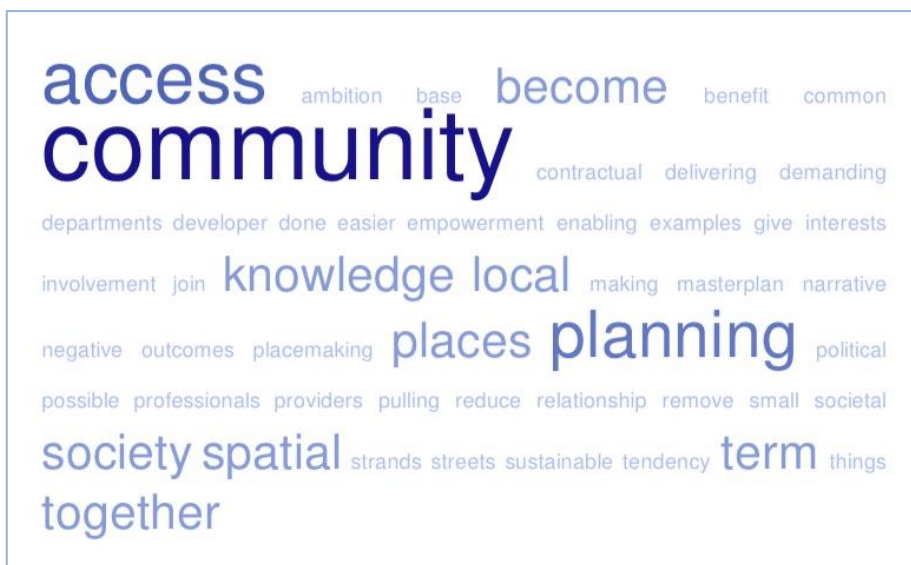 access ambition base become benefit common
community contractual delivering demanding
departments developer done easier empowerment enabling examples give interests
involvement join knowledge local making masterplan narrative
negative outcomes placemaking places planning political
possible professionals providers pulling reduce relationship remove small societal
society spatial strands streets sustainable tendency term things
together